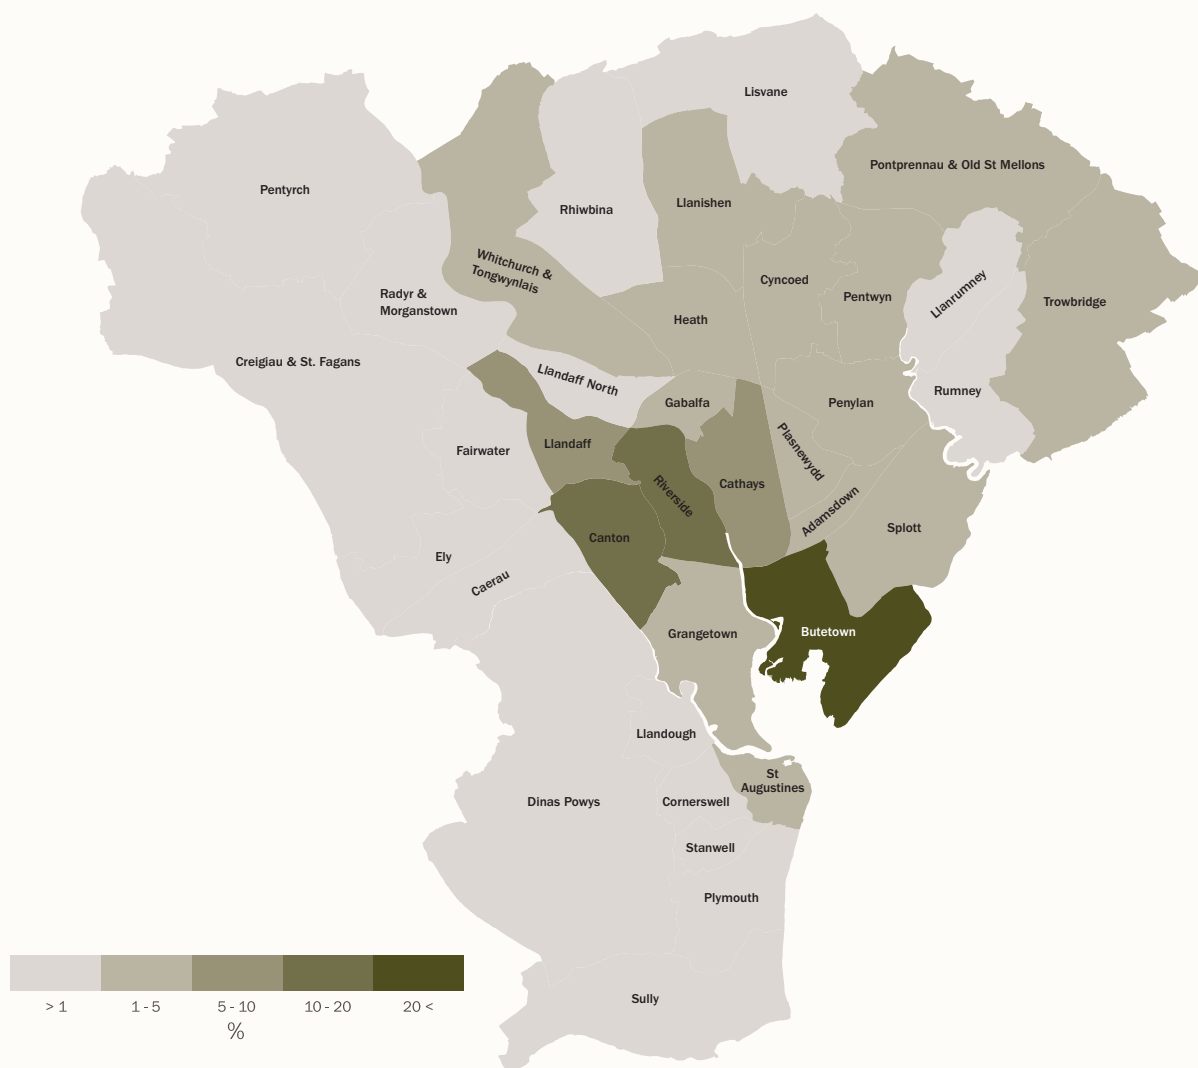 Lisvane
Pontprennau & Old St Mellons
Pentyrch
Rhiwbina
Llanishen
Whitchurch &
Tongwynlais
Cyncoed
Pentwyn
Llanrumney
Trowbridge
Radyr &
Morganstown
Heath
Creigiau & St. Fagans
Llandaff North
Gabalfa
Penylan
Rumney
Fairwater
Llandaff
Plasnewydd
Riverside
Cathays
Adamsdown
Splott
Canton
Ely
Caerau
Grangetown
Butetown
Llandough
St
Augustines
Dinas Powys
Cornerswell
Stanwell
Plymouth
Sully
> 1
1 - 5
5 - 10
10 - 20
20 <
%